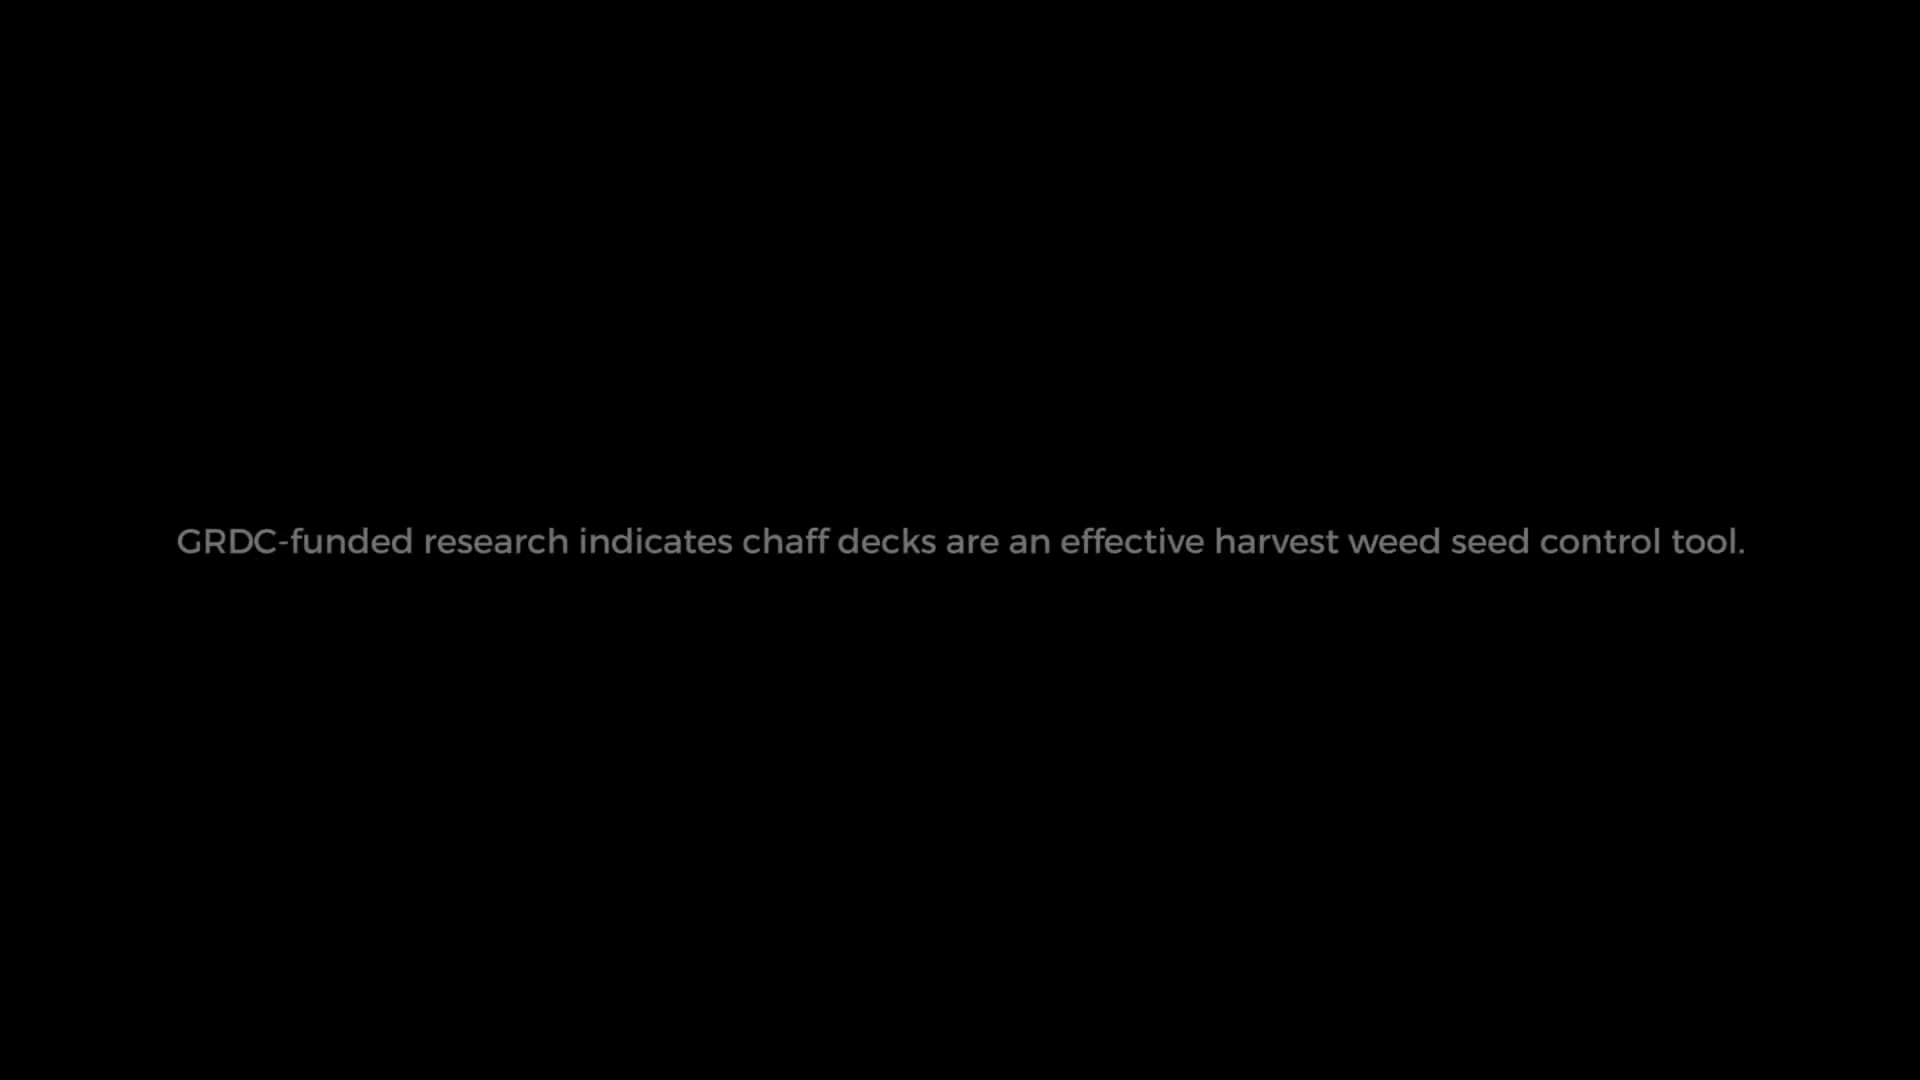 GRDC-funded research indicates chaff decks are an effective harvest weed seed control tool.